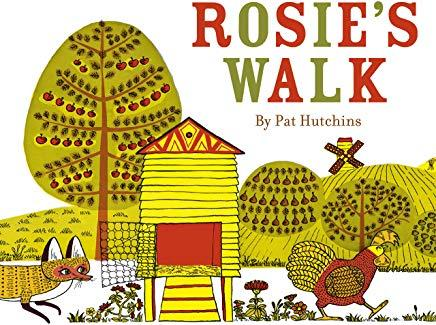 ROSIE'S
WALK
By Pat Hutchins